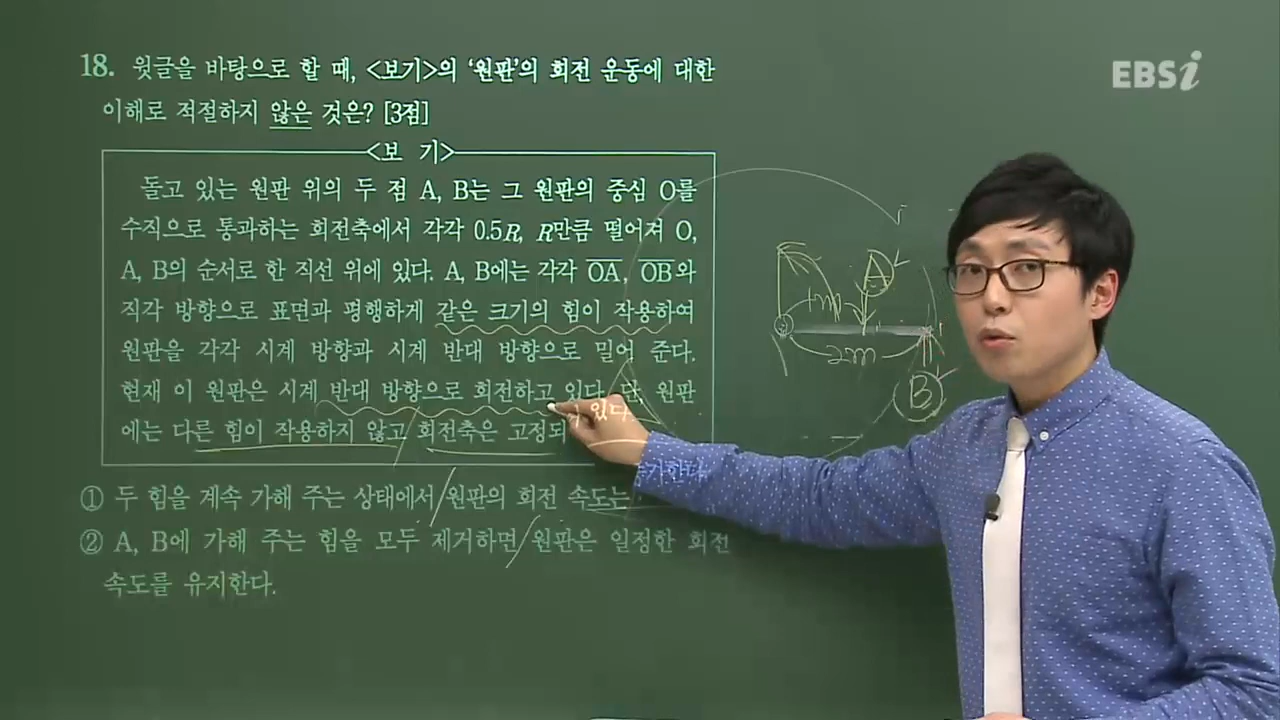 EBSi
18. 윗글을 바탕으로 할 때, <보기>의 '원판'의 회전 운동에 대한
이해로 적절하지 않은 것은? [3점]
<보 기>
돌고 있는 원판 위의 두 점 A, B는 그 원판의 중심 O를
수직으로 통과하는 회전축에서 각각 0.5R, R만큼 떨어져 O,
A, B의 순서로 한 직선 위에 있다. A, B에는 각각 OA, OB와
직각 방향으로 표면과 평행하게 같은 크기의 힘이 작용하여
원판을 각각 시계 방향과 시계 반대 방향으로 밀어 준다.
현재 이 원판은 시계 반대 방향으로 회전하고 있다. 단, 원판
에는 다른 힘이 작용하지 않고 회전축은 고정되 있다.
① 두 힘을 계속 가해 주는 상태에서 원판의 회전 속도는
② A, B에 가해 주는 힘을 모두 제거하면 원판은 일정한 회전
속도를 유지한다.
A
1m
2m
B